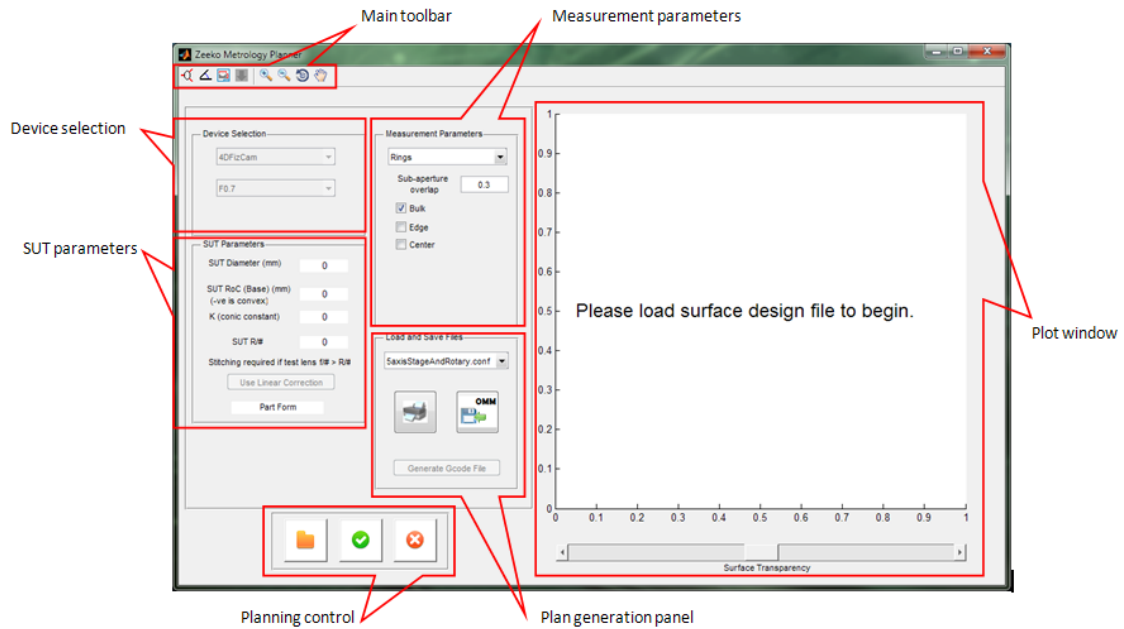 Main toolbar
Measurement parameters
Zeeko Metrology Planner
Device selection
Device Selection
4DFizCam
F0.7
Measurement Parameters
Rings
Sub-aperture
overlap
0.3
Bulk
Edge
Center
SUT parameters
SUT Parameters
SUT Diameter (mm)
0
SUT RoC (Base) (mm)
(-ve is convex)
0
K (conic constant)
0
SUT R/#
0
Stitching required if test lens f/# > R/#
Use Linear Correction
Part Form
Load and Save Files
5axisStageAndRotary.conf
OMM
Generate Gcode File
1
0.9
0.8
0.7
0.6
0.5
0.4
0.3
0.2
0.1
0
Please load surface design file to begin.
0
0.1
0.2
0.3
0.4
0.5
0.6
0.7
0.8
0.9
1
Surface Transparency
Plot window
Planning control
Plan generation panel